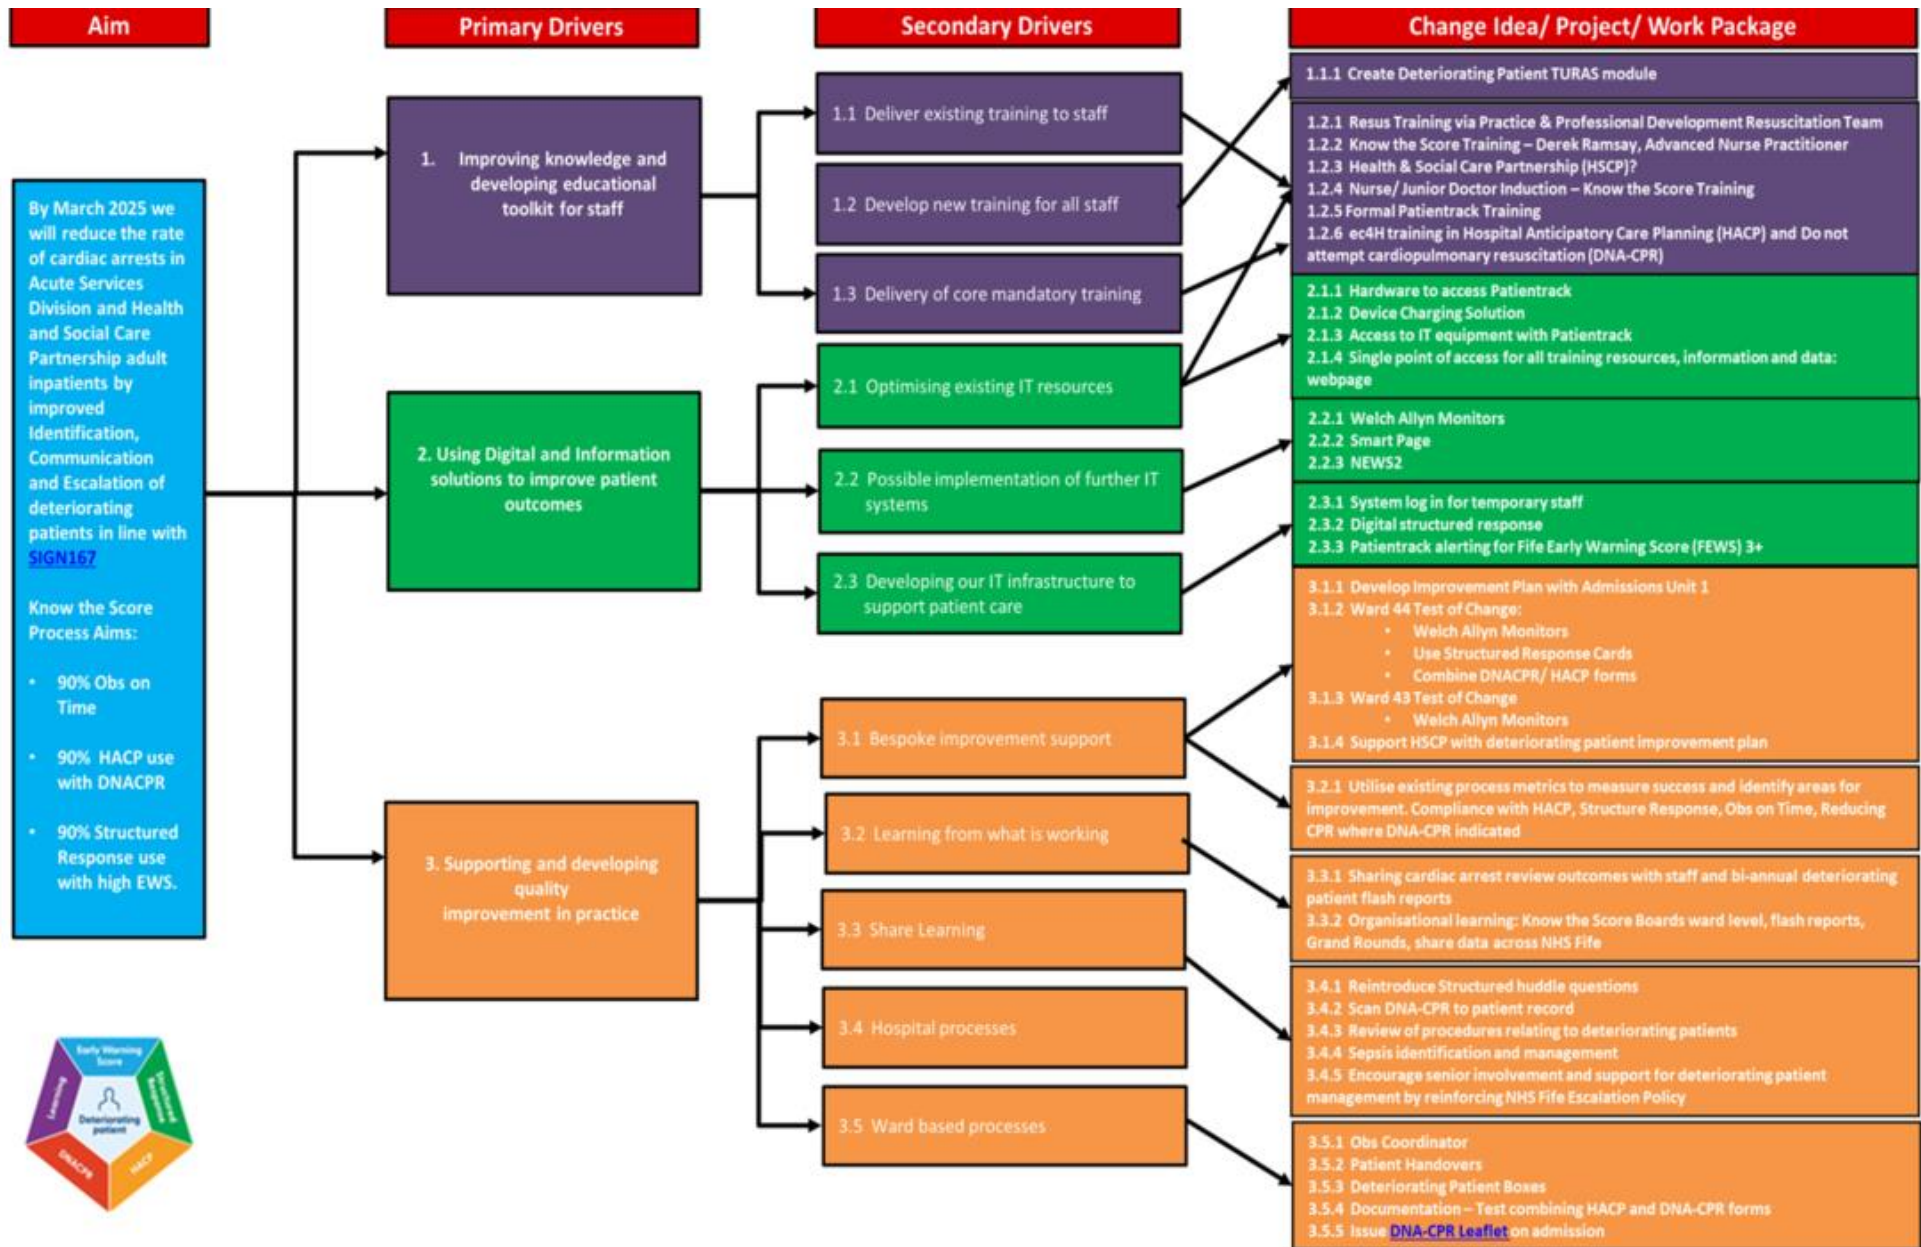 Aim
Primary Drivers
Secondary Drivers
Change Idea/ Project/ Work Package
By March 2025 we
will reduce the rate
of cardiac arrests in
Acute Services
Division and Health
and Social Care
Partnership adult
inpatients by
improved
Identification,
Communication
and Escalation of
deteriorating
patients in line with
SIGN167
Know the Score
Process Aims:
• 90% Obs on
Time
• 90% HACP use
with DNACPR
• 90% Structured
Response use
with high EWS.
1. Improving knowledge and
developing educational
toolkit for staff
2. Using Digital and Information
solutions to improve patient
outcomes
3. Supporting and developing
quality
improvement in practice
1.1 Deliver existing training to staff
1.2 Develop new training for all staff
1.3 Delivery of core mandatory training
2.1 Optimising existing IT resources
2.2 Possible implementation of further IT
systems
2.3 Developing our IT infrastructure to
support patient care
3.1 Bespoke improvement support
3.2 Learning from what is working
3.3 Share Learning
3.4 Hospital processes
3.5 Ward based processes
1.1.1 Create Deteriorating Patient TURAS module
1.2.1 Resus Training via Practice & Professional Development Resuscitation Team
1.2.2 Know the Score Training – Derek Ramsay, Advanced Nurse Practitioner
1.2.3 Health & Social Care Partnership (HSCP)?
1.2.4 Nurse/ Junior Doctor Induction – Know the Score Training
1.2.5 Formal Patientrack Training
1.2.6 ec4H training in Hospital Anticipatory Care Planning (HACP) and Do not
attempt cardiopulmonary resuscitation (DNA-CPR)
2.1.1 Hardware to access Patientrack
2.1.2 Device Charging Solution
2.1.3 Access to IT equipment with Patientrack
2.1.4 Single point of access for all training resources, information and data:
webpage
2.2.1 Welch Allyn Monitors
2.2.2 Smart Page
2.2.3 NEWS2
2.3.1 System log in for temporary staff
2.3.2 Digital structured response
2.3.3 Patientrack alerting for Fife Early Warning Score (FEWS) 3+
3.1.1 Develop Improvement Plan with Admissions Unit 1
3.1.2 Ward 44 Test of Change:
• Welch Allyn Monitors
• Use Structured Response Cards
• Combine DNACPR/ HACP forms
3.1.3 Ward 43 Test of Change
• Welch Allyn Monitors
3.1.4 Support HSCP with deteriorating patient improvement plan
3.2.1 Utilise existing process metrics to measure success and identify areas for
improvement. Compliance with HACP, Structure Response, Obs on Time, Reducing
CPR where DNA-CPR indicated
3.3.1 Sharing cardiac arrest review outcomes with staff and bi-annual deteriorating
patient flash reports
3.3.2 Organisational learning: Know the Score Boards ward level, flash reports,
Grand Rounds, share data across NHS Fife
3.4.1 Reintroduce Structured huddle questions
3.4.2 Scan DNA-CPR to patient record
3.4.3 Review of procedures relating to deteriorating patients
3.4.4 Sepsis identification and management
3.4.5 Encourage senior involvement and support for deteriorating patient
management by reinforcing NHS Fife Escalation Policy
3.5.1 Obs Coordinator
3.5.2 Patient Handovers
3.5.3 Deteriorating Patient Boxes
3.5.4 Documentation – Test combining HACP and DNA-CPR forms
3.5.5 Issue DNA-CPR Leaflet on admission
Early Warning
Score
Structured
Response
HACP
DNACPR
Learning
Deteriorating
patient